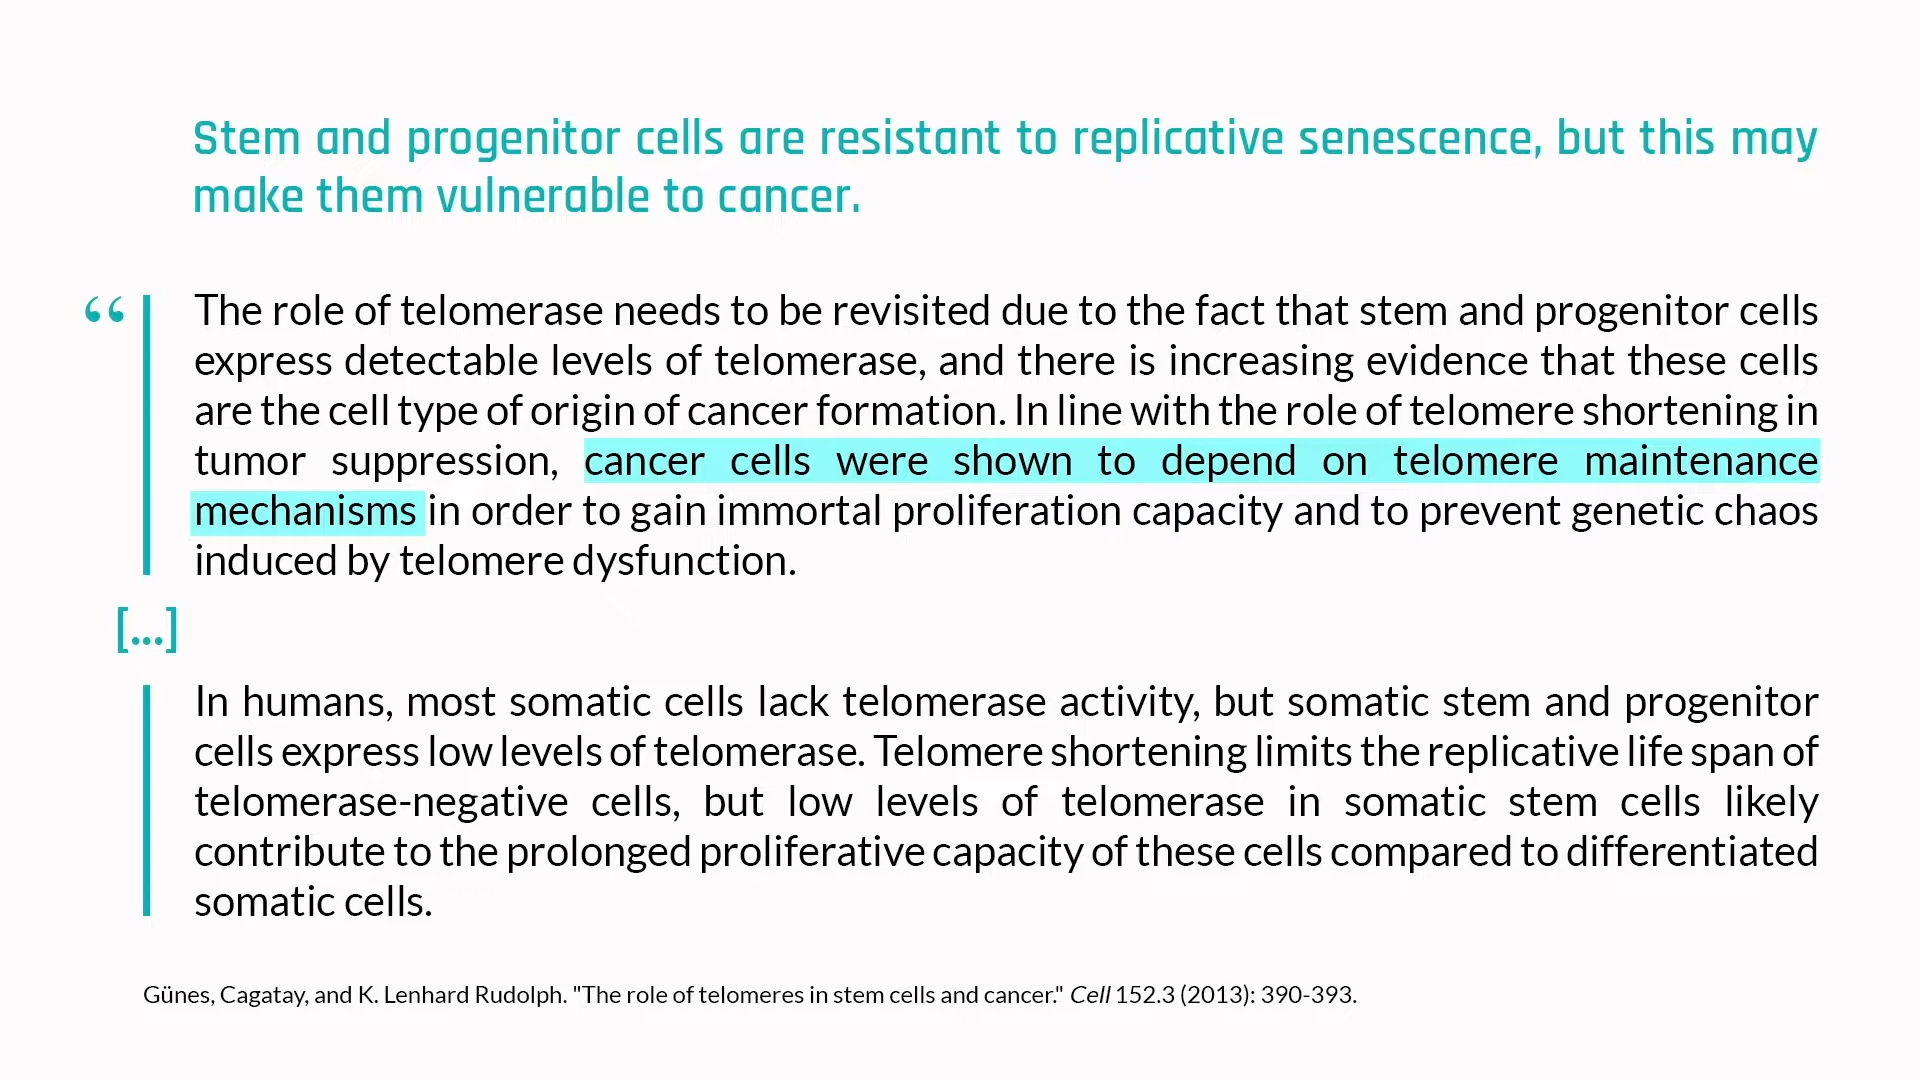 Stem and progenitor cells are resistant to replicative senescence, but this may
make them vulnerable to cancer.
“
The role of telomerase needs to be revisited due to the fact that stem and progenitor cells
express detectable levels of telomerase, and there is increasing evidence that these cells
are the cell type of origin of cancer formation. In line with the role of telomere shortening in
tumor suppression, cancer cells were shown to depend on telomere maintenance
mechanisms in order to gain immortal proliferation capacity and to prevent genetic chaos
induced by telomere dysfunction.
[...]
In humans, most somatic cells lack telomerase activity, but somatic stem and progenitor
cells express low levels of telomerase. Telomere shortening limits the replicative life span of
telomerase-negative cells, but low levels of telomerase in somatic stem cells likely
contribute to the prolonged proliferative capacity of these cells compared to differentiated
somatic cells.
Günes, Cagatay, and K. Lenhard Rudolph. "The role of telomeres in stem cells and cancer." Cell 152.3 (2013): 390-393.